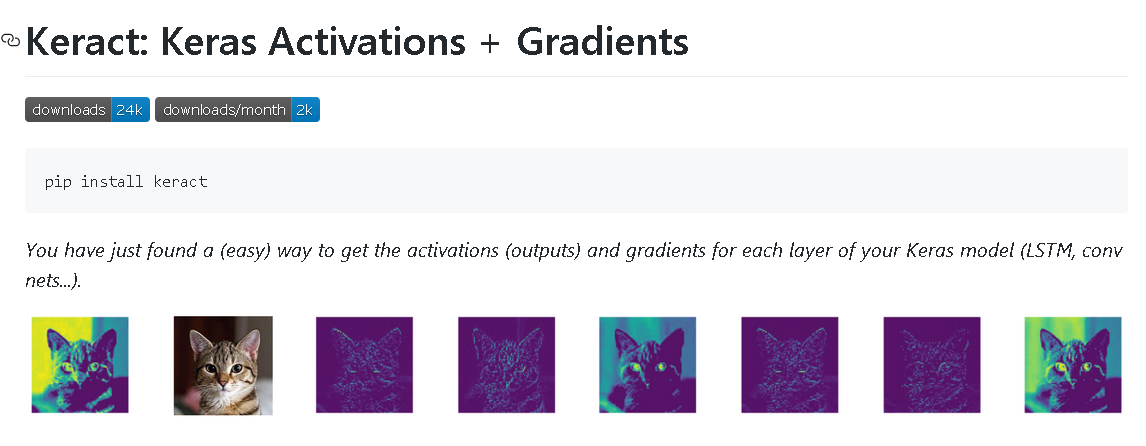 Keract: Keras Activations + Gradients
downloads 24k downloads/month 2k
pip install keract
You have just found a (easy) way to get the activations (outputs) and gradients for each layer of your Keras model (LSTM, conv
nets...).